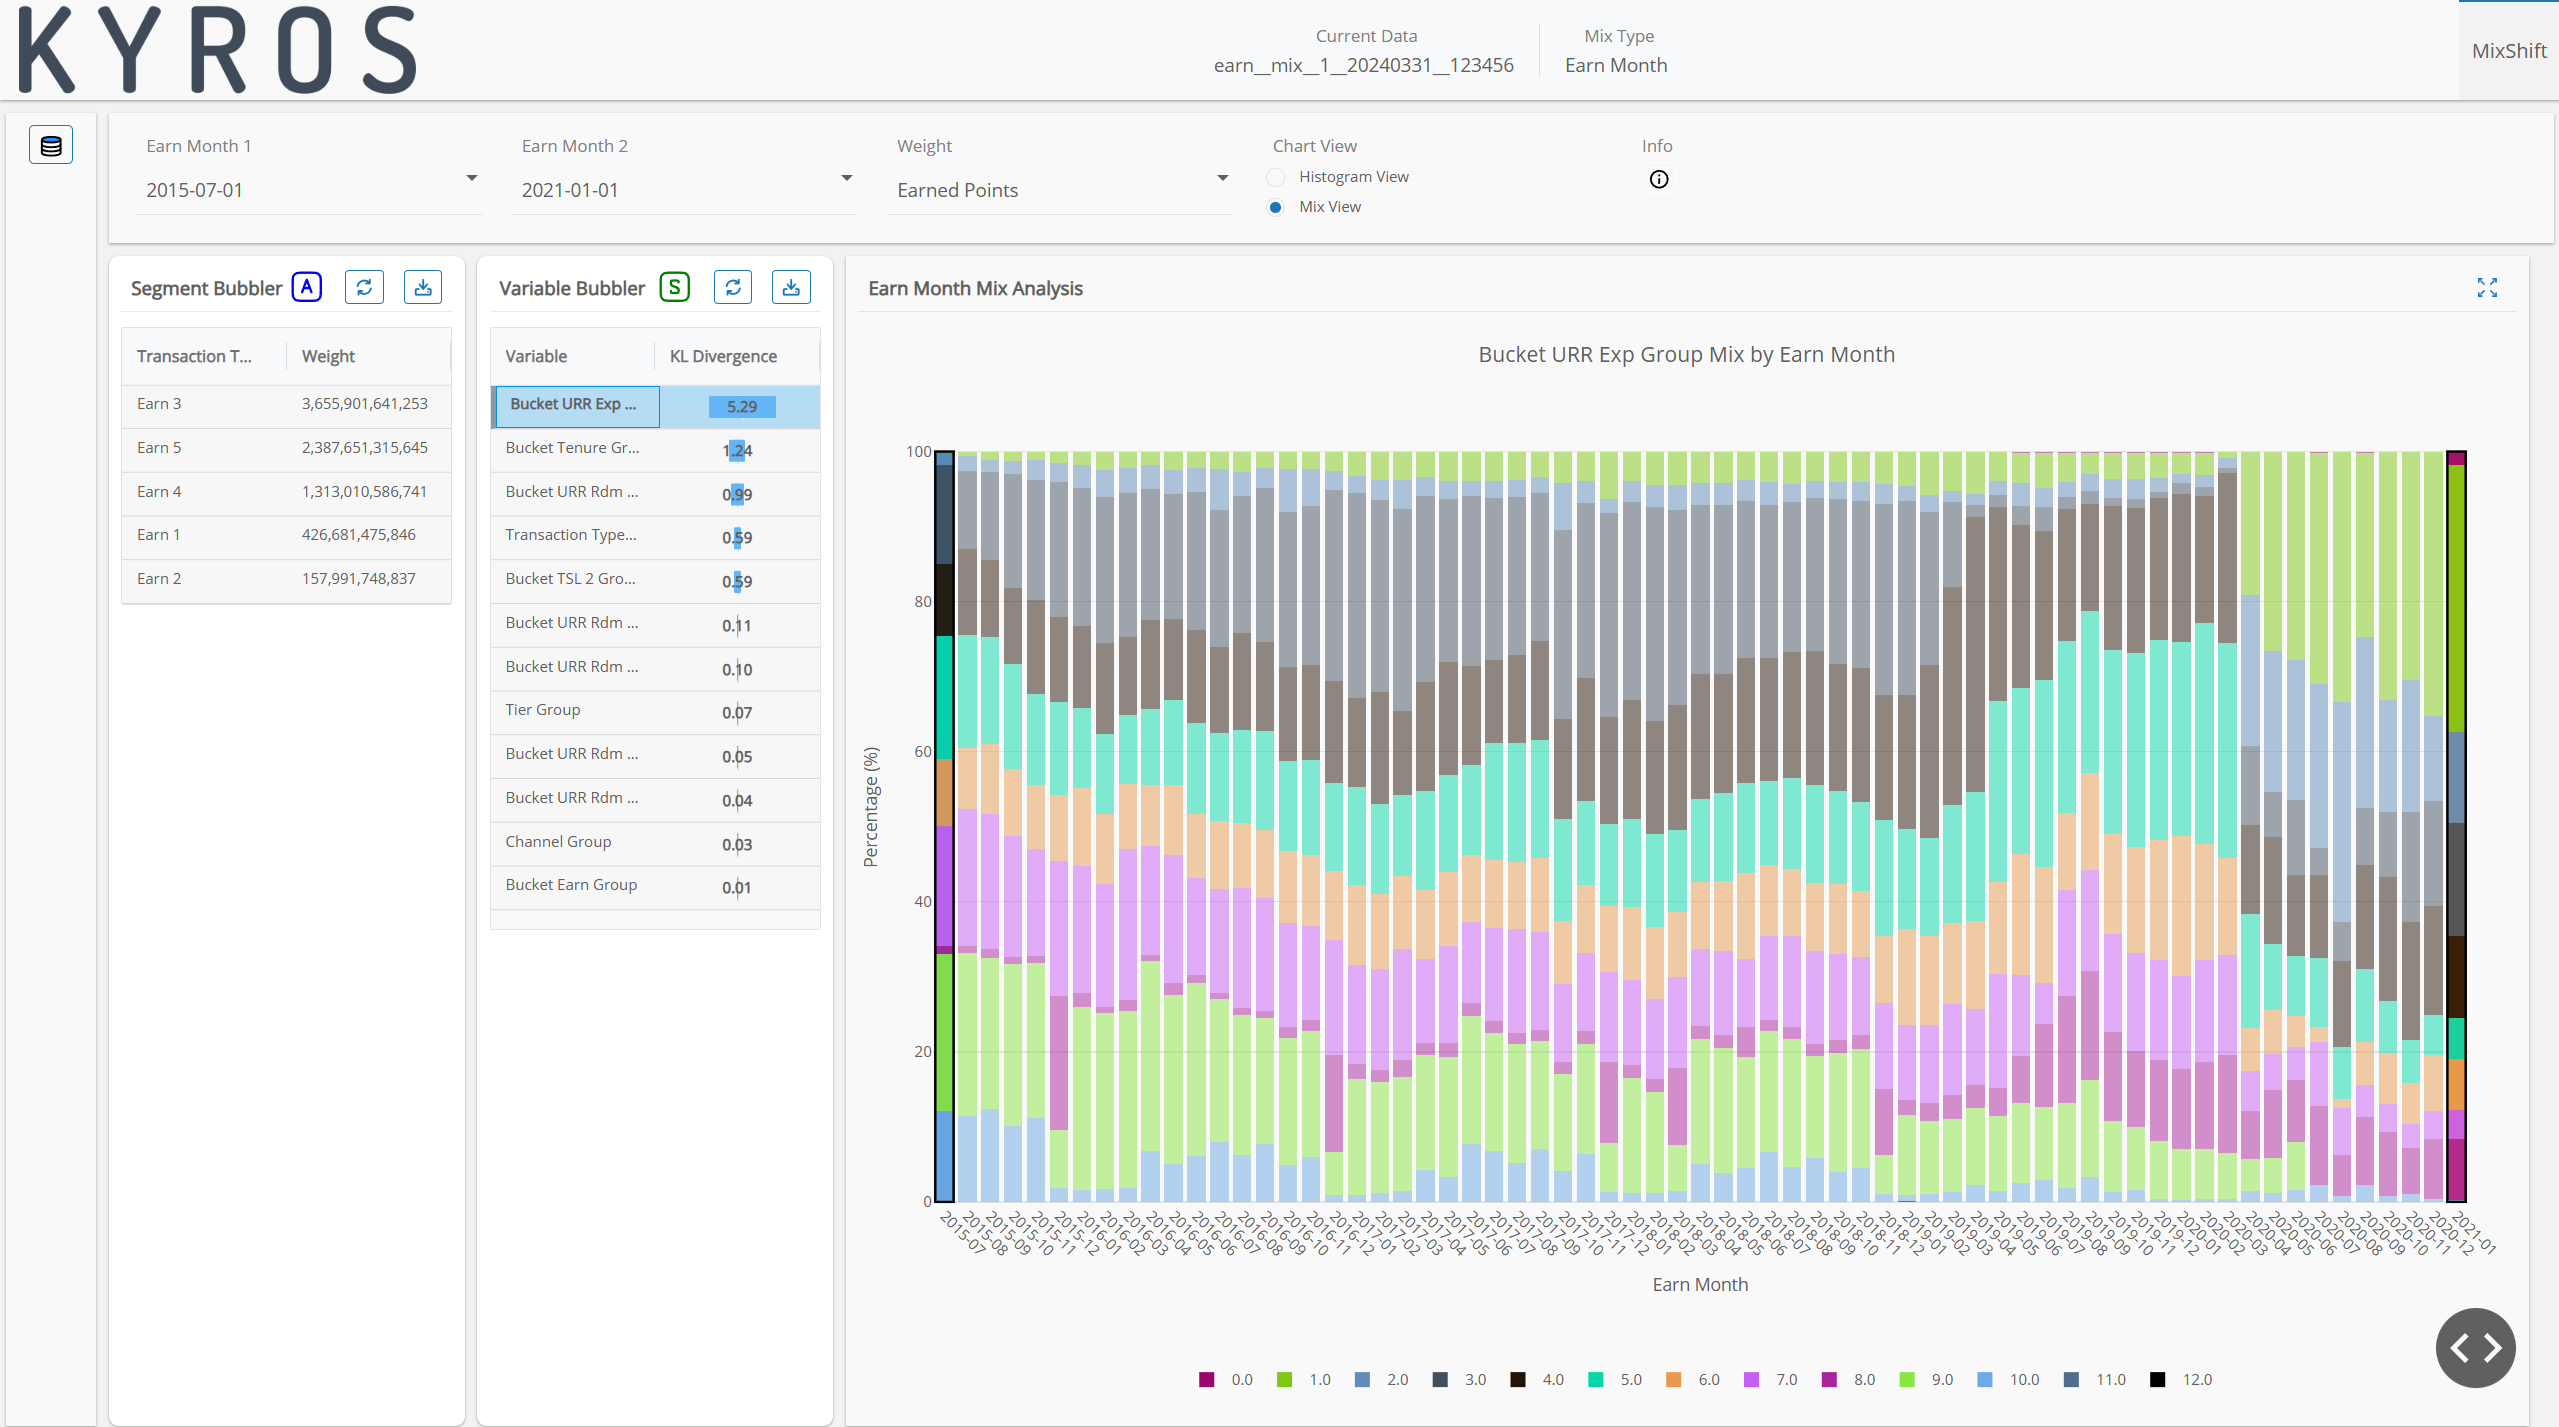 KYROS
Current Data
earn__mix__1__20240331__123456
Mix Type
Earn Month
MixShift
Earn Month 1
2015-07-01
Earn Month 2
2021-01-01
Weight
Earned Points
Chart View
Histogram View
Mix View
Info
Segment Bubbler A
Transaction T... Weight
Earn 3 3,655,901,641,253
Earn 5 2,387,651,315,645
Earn 4 1,313,010,586,741
Earn 1 426,681,475,846
Earn 2 157,991,748,837
Variable Bubbler S
Variable KL Divergence
Bucket URR Exp ... 5.29
Bucket Tenure Gr... 1.24
Bucket URR Rdm ... 0.99
Transaction Type... 0.59
Bucket TSL 2 Gro... 0.59
Bucket URR Rdm ... 0.11
Bucket URR Rdm ... 0.10
Tier Group 0.07
Bucket URR Rdm ... 0.05
Bucket URR Rdm ... 0.04
Channel Group 0.03
Bucket Earn Group 0.01
Earn Month Mix Analysis
Bucket URR Exp Group Mix by Earn Month
Percentage (%)
100
80
60
40
20
0
2015-07 2015-08 2015-09 2015-10 2015-11 2015-12 2016-01 2016-02 2016-03 2016-04 2016-05 2016-06 2016-08 2016-09 2016-10 2016-11 2016-12 2017-01 2017-02 2017-03 2017-04 2017-05 2017-06 2017-07 2017-08 2017-09 2017-10 2017-12 2018-01 2018-02 2018-03 2018-04 2018-05 2018-06 2018-07 2018-08 2018-09 2018-10 2018-11 2018-12 2019-01 2019-02 2019-03 2019-04 2019-05 2019-06 2019-07 2019-08 2019-09 2019-10 2019-11 2019-12 2020-01 2020-02 2020-03 2020-04 2020-05 2020-06 2020-07 2020-08 2020-09 2020-10 2020-11 2020-12 2021-01
Earn Month
0.0 1.0 2.0 3.0 4.0 5.0 6.0 7.0 8.0 9.0 10.0 11.0 12.0